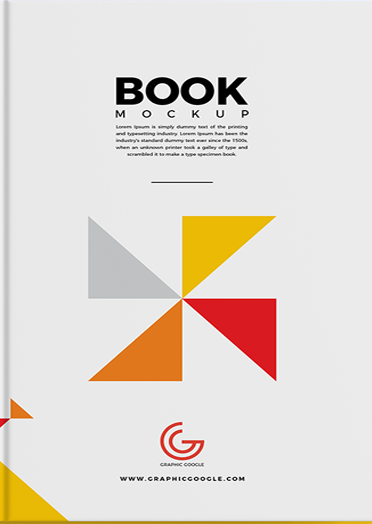 BOOK
MOCKUP
Lorem Ipsum is simply dummy text of the printing
and typesetting industry. Lorem Ipsum has been the
industry's standard dummy text ever since the 1500s,
when an unknown printer took a galley of type and
scrambled it to make a type specimen book.
GRAPHIC GOOGLE
WWW.GRAPHICGOOGLE.COM